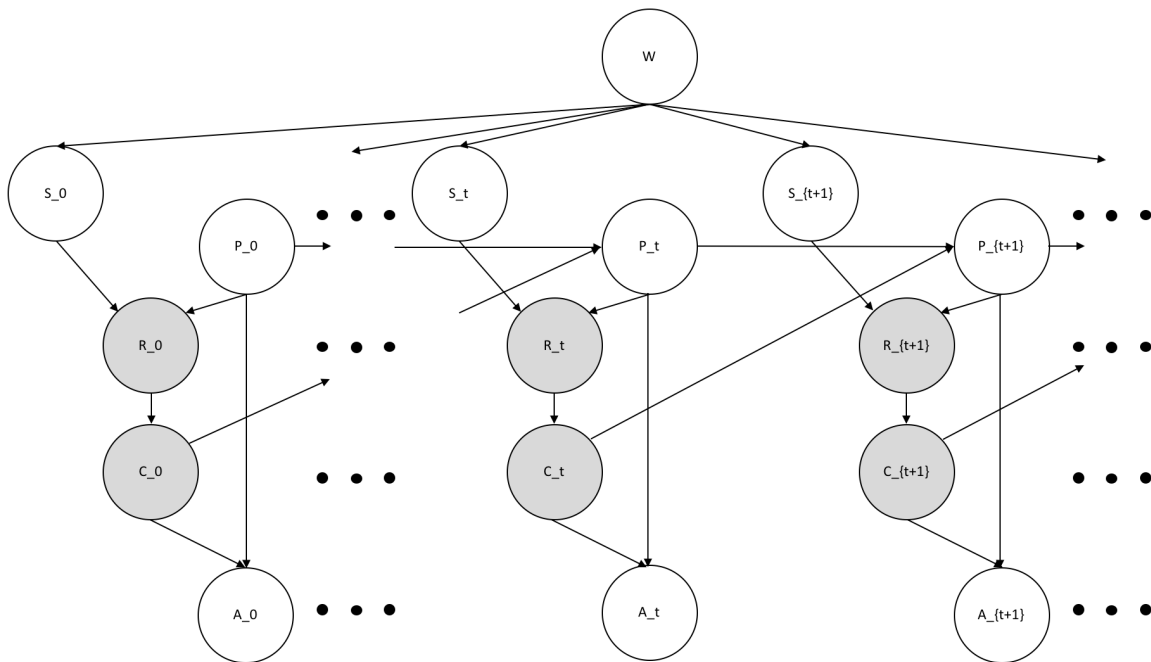 W
S_0
S_t
S_{t+1}
P_0
P_t
P_{t+1}
R_0
R_t
R_{t+1}
C_0
C_t
C_{t+1}
A_0
A_t
A_{t+1}